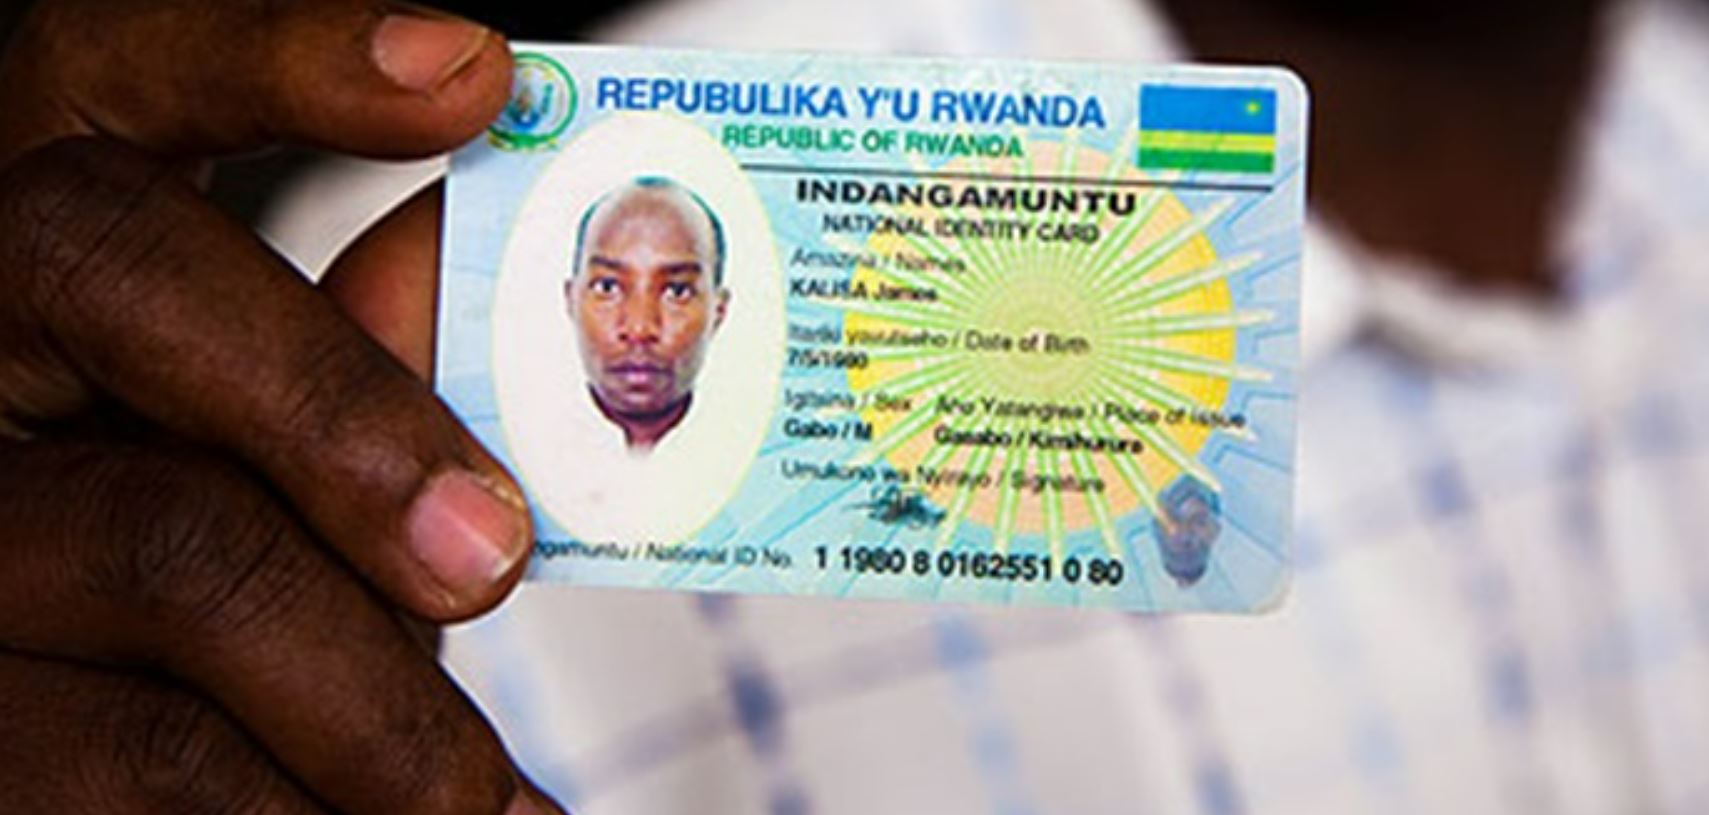 REPUBULIKA Y'U RWANDA
REPUBLIC OF RWANDA
INDANGAMUNTU
NATIONAL IDENTITY CARD
Amazina / Names
KALISA James
Itariki yavutseho / Date of Birth
7/5/1980
Igitsina / Sex Aho Yatangiwe / Place of Issue
Gabo / M Gasabo / Kimihurura
Umukono wa Nyirayo / Signature
ngamuntu / National ID No. 1 1980 8 0162551 0 80